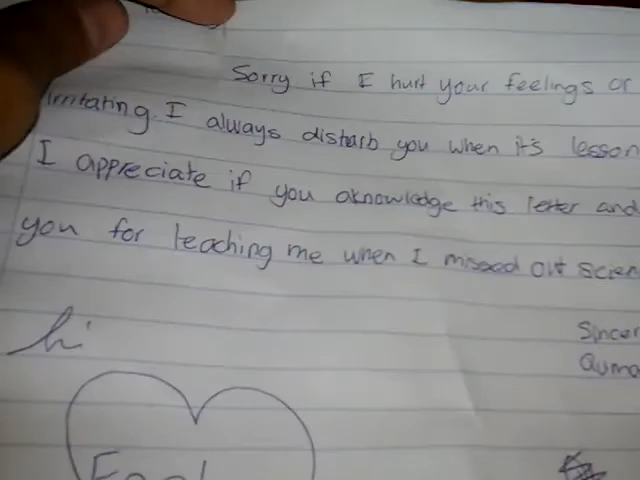 Sorry if I hurt your feelings or
irritating. I always disturb you when it's lesson
I appreciate if you aknowledge this letter and
you for teaching me when I missed out scien
Sincer
Quma
hi